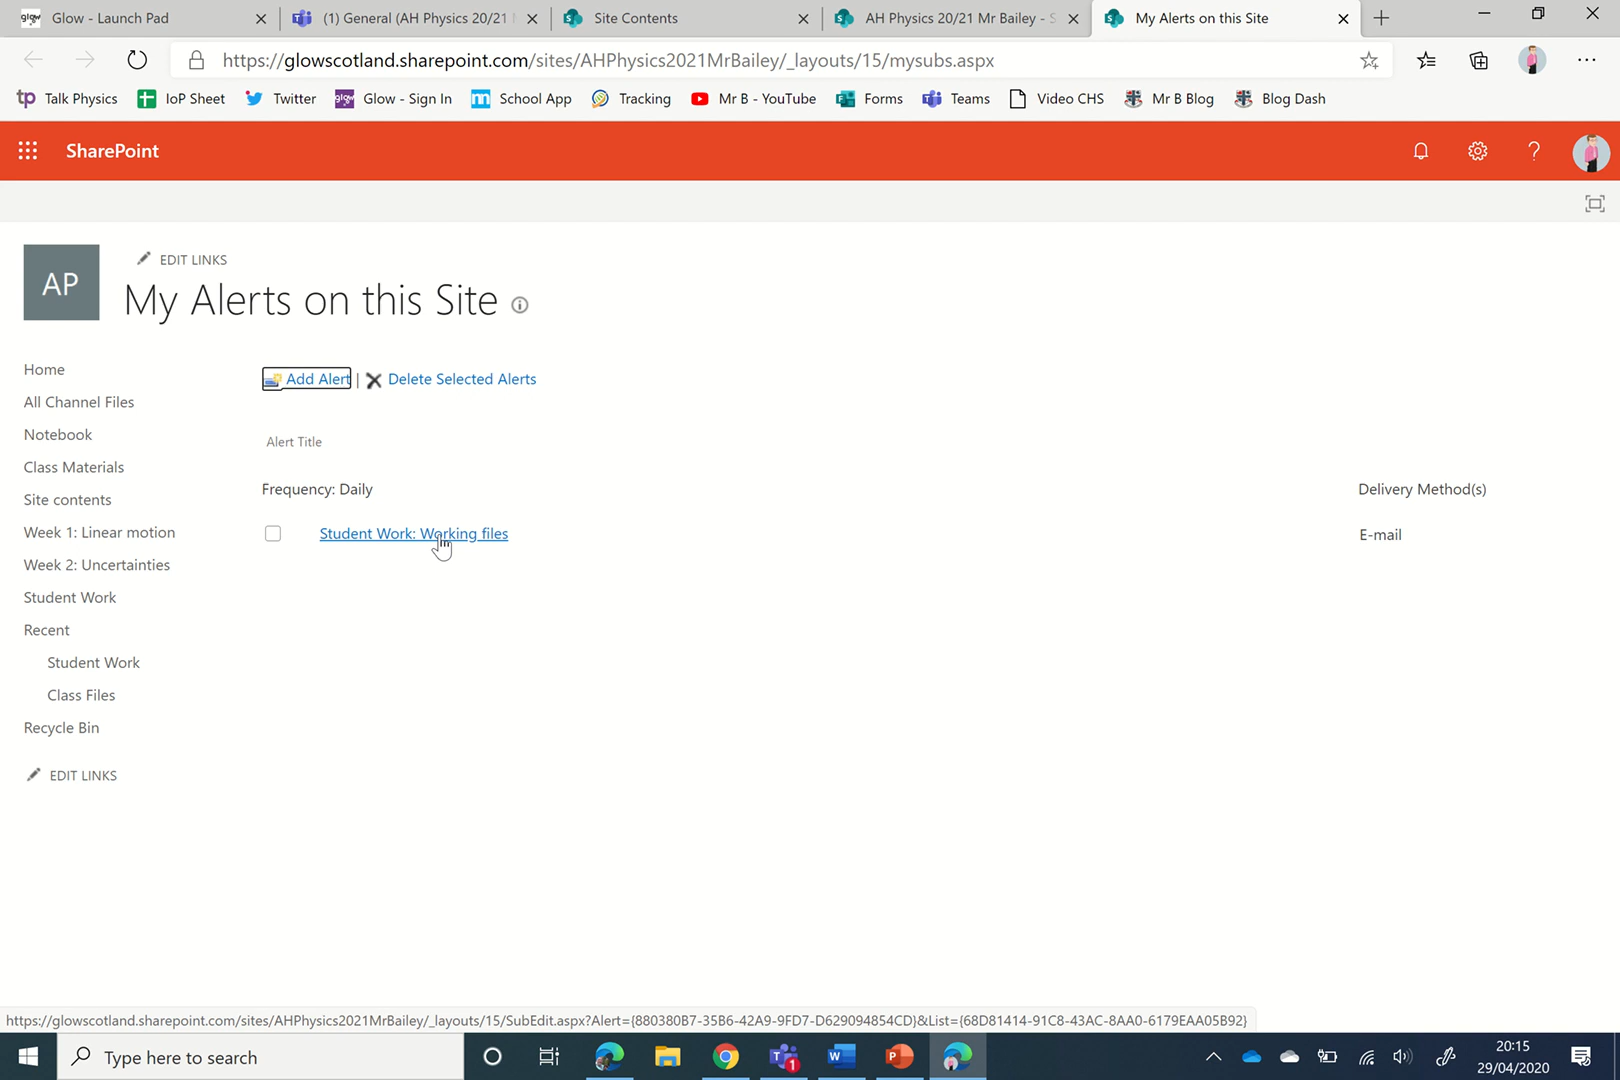 glow Glow - Launch Pad
(1) General (AH Physics 20/21
Site Contents
AH Physics 20/21 Mr Bailey - S
My Alerts on this Site
https://glowscotland.sharepoint.com/sites/AHPhysics2021MrBailey/_layouts/15/mysubs.aspx
tp Talk Physics
IoP Sheet
Twitter
glow Glow - Sign In
School App
Tracking
Mr B - YouTube
Forms
Teams
Video CHS
Mr B Blog
Blog Dash
SharePoint
AP
EDIT LINKS
My Alerts on this Site
Home
All Channel Files
Notebook
Class Materials
Site contents
Week 1: Linear motion
Week 2: Uncertainties
Student Work
Recent
Student Work
Class Files
Recycle Bin
EDIT LINKS
Add Alert | Delete Selected Alerts
Alert Title
Frequency: Daily
Delivery Method(s)
Student Work: Working files
E-mail
https://glowscotland.sharepoint.com/sites/AHPhysics2021MrBailey/_layouts/15/SubEdit.aspx?Alert={880380B7-35B6-42A9-9FD7-D629094854CD}&List={68D81414-91C8-43AC-8AA0-6179EAA05B92}
Type here to search
1
20:15
29/04/2020